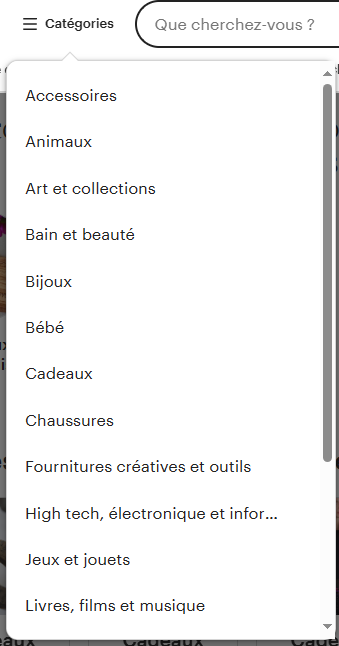 Catégories
Que cherchez-vous ?
Accessoires
Animaux
Art et collections
Bain et beauté
Bijoux
Bébé
Cadeaux
Chaussures
Fournitures créatives et outils
High tech, électronique et infor...
Jeux et jouets
Livres, films et musique